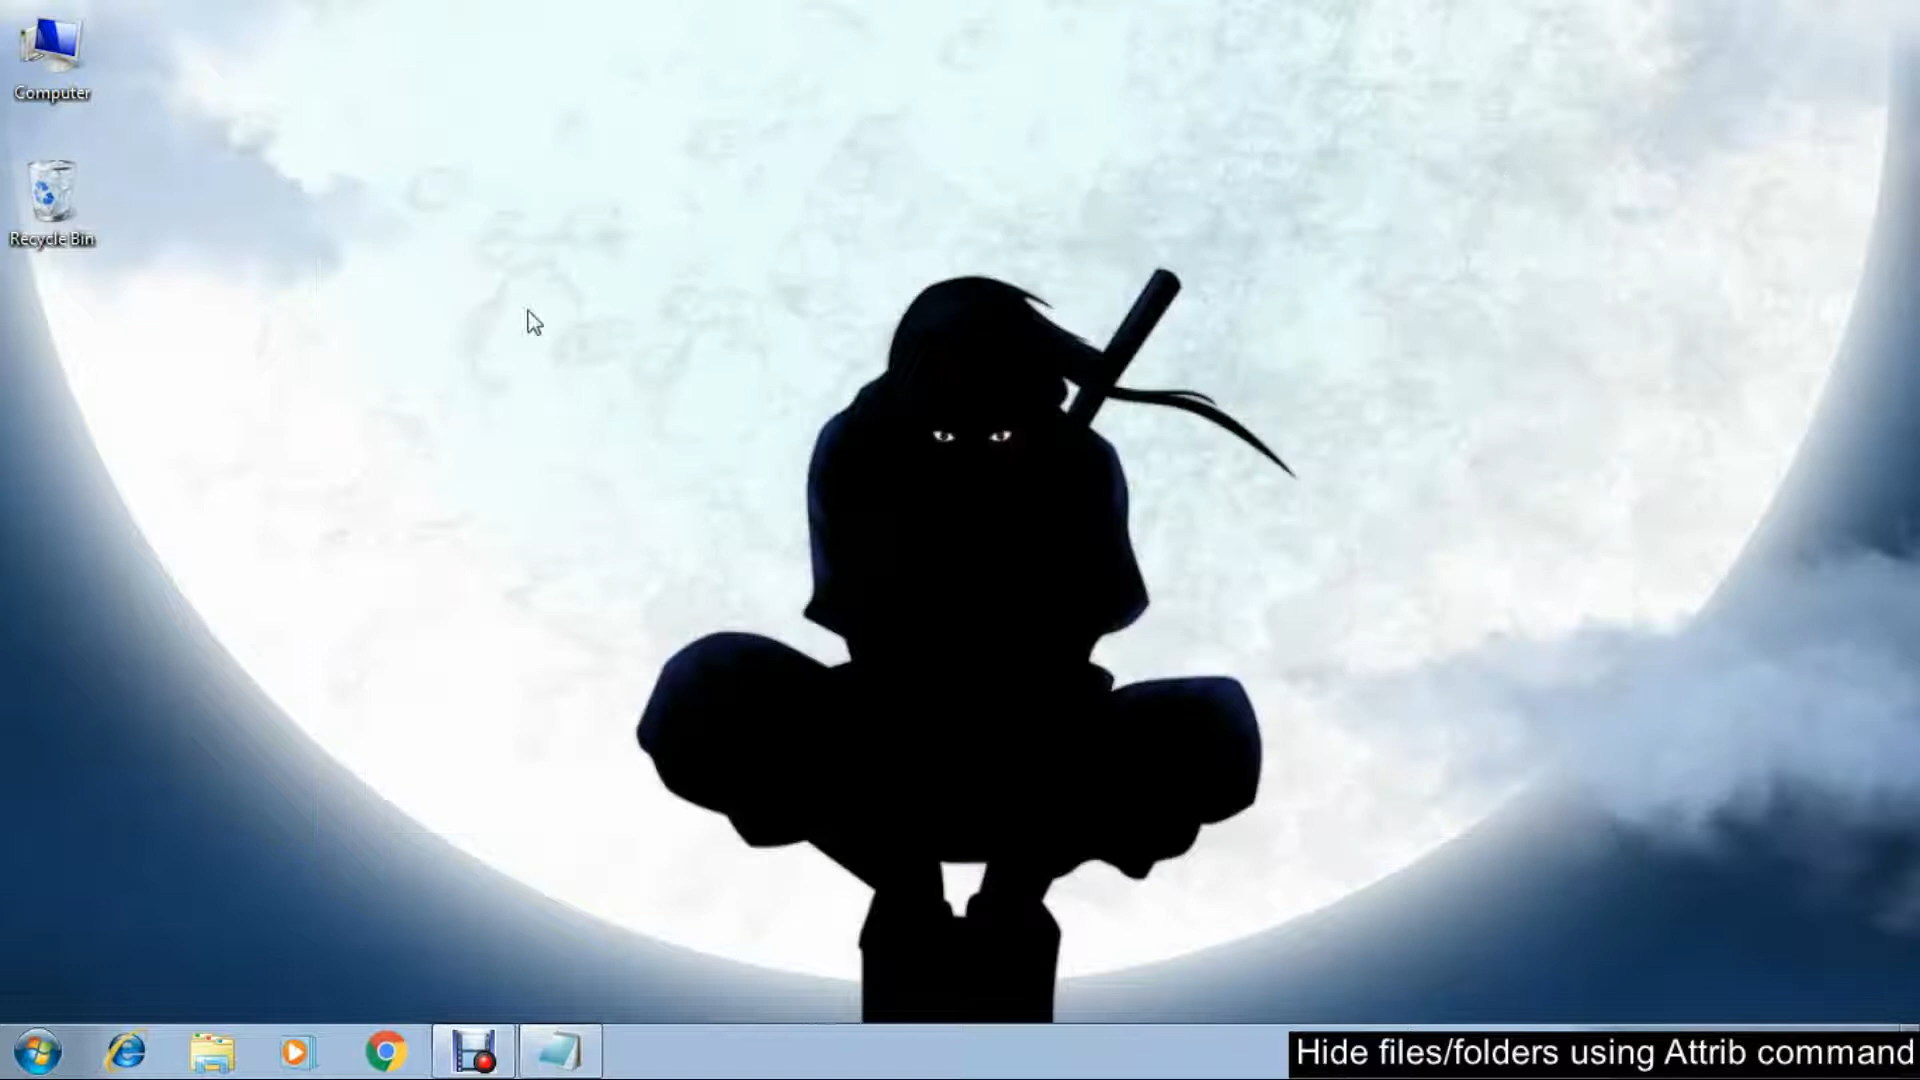 Computer
Recycle Bin
Hide files/folders using Attrib command